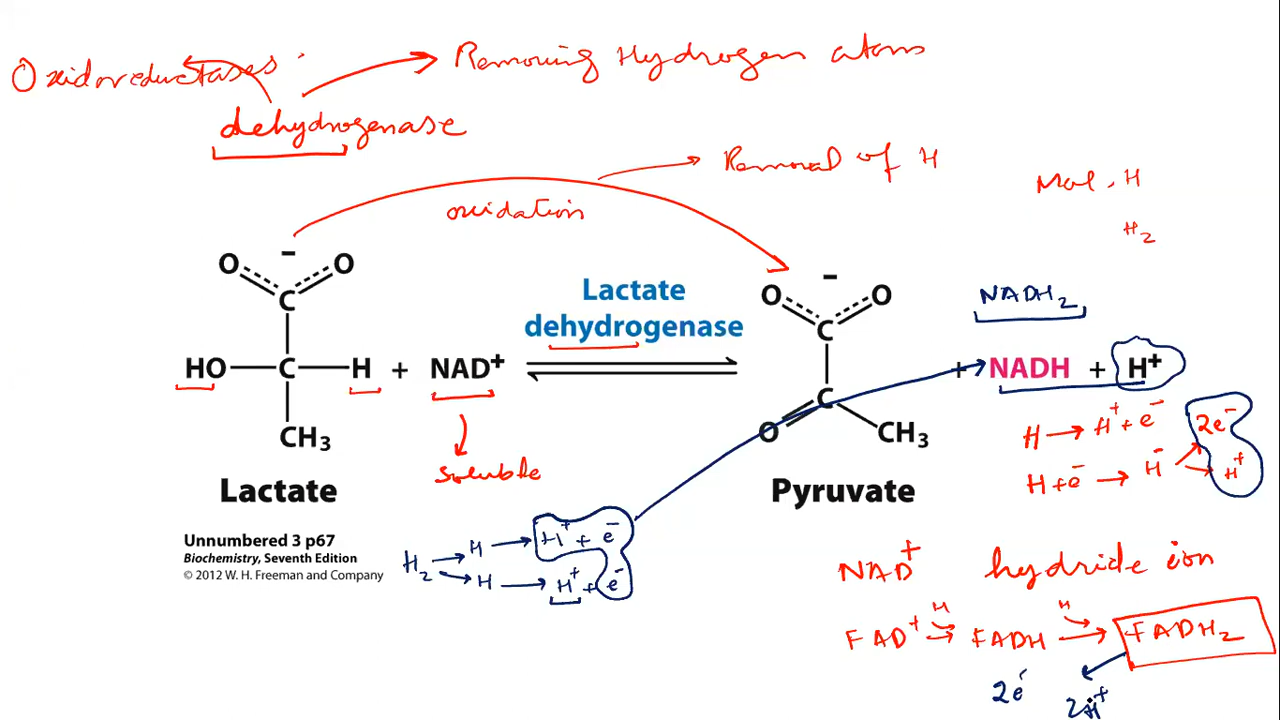 Oxidoreductases
Removing Hydrogen atoms
dehydrogenase
Removal of H
oxidation
Mol. H
H2
O − O
C
HO C H + NAD+
CH3
Lactate
soluble
Lactate
dehydrogenase
O − O
C
C
O CH3
Pyruvate
NADH2
+ NADH + H+
H → H+ + e−
H + e− → H−
2e−
H+
Unnumbered 3 p67
Biochemistry, Seventh Edition
© 2012 W. H. Freeman and Company
H2 → H → H+ + e−
→ H → H+ + e−
NAD+ hydride ion
H H
FAD+ → FADH → FADH2
2e− 2H+